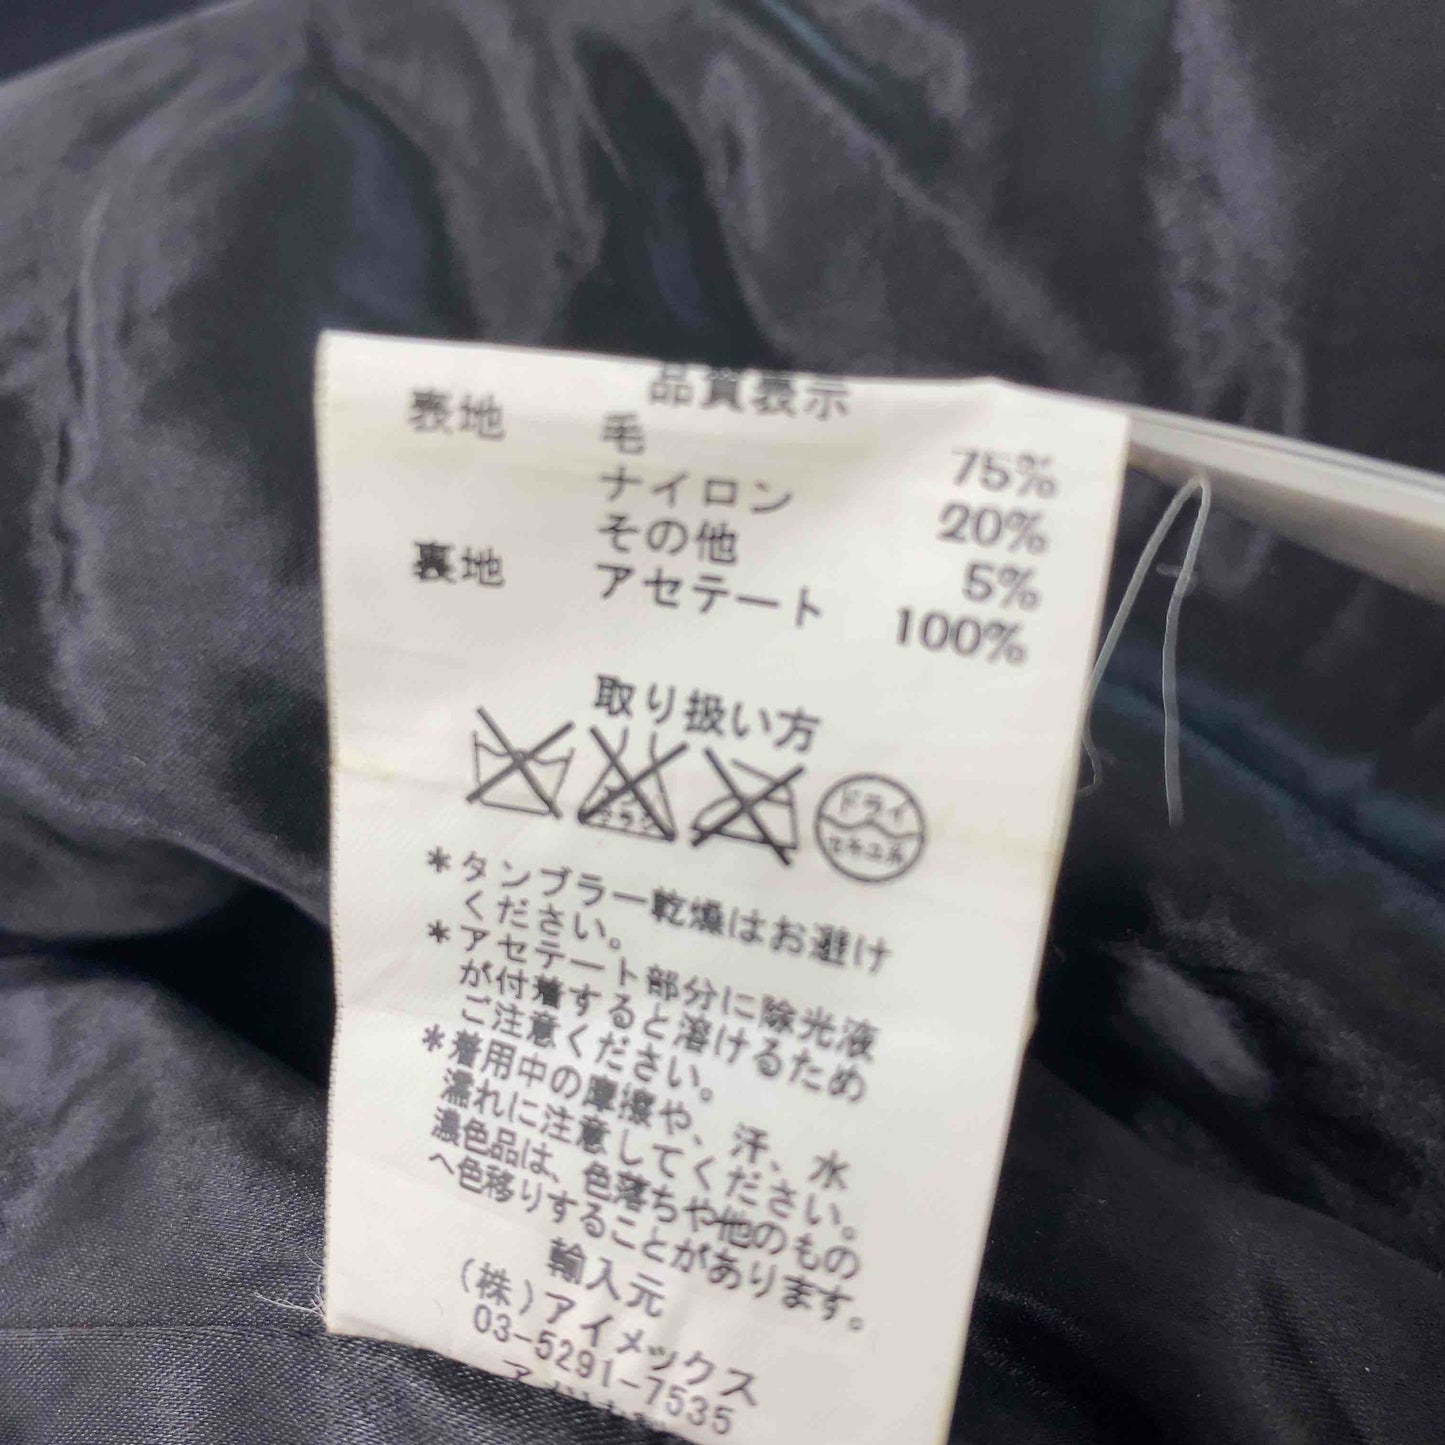 品質表示
表地 毛 75%
ナイロン 20%
その他 5%
裏地 アセテート 100%
取り扱い方
エンソサラシ
ドライ
セキユ系
*タンブラー乾燥はお避け
ください。
*アセテート部分に除光液
が付着すると溶けるため
ご注意ください。
*着用中の摩擦や、汗、水
濡れに注意してください。
濃色品は、色落ちや他のもの
へ色移りすることがあります。
輸入元
(株)アイメックス
03-5291-7535